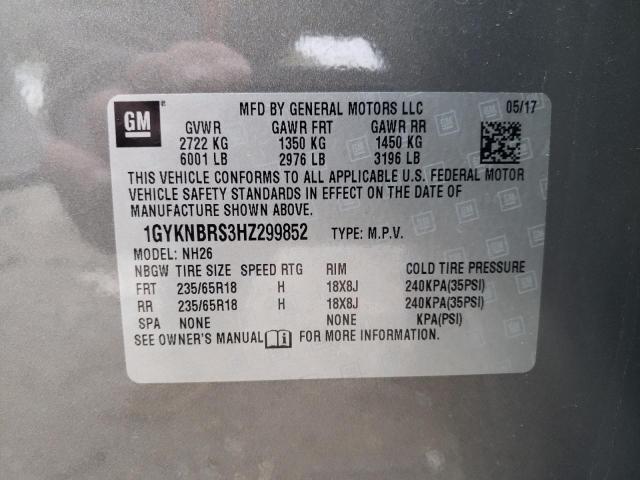 GM
MFD BY GENERAL MOTORS LLC 05/17
GVWR GAWR FRT GAWR RR
2722 KG 1350 KG 1450 KG
6001 LB 2976 LB 3196 LB
THIS VEHICLE CONFORMS TO ALL APPLICABLE U.S. FEDERAL MOTOR
VEHICLE SAFETY STANDARDS IN EFFECT ON THE DATE OF
MANUFACTURE SHOWN ABOVE.
1GYKNBRS3HZ299852 TYPE: M.P.V.
MODEL: NH26
NBGW TIRE SIZE SPEED RTG RIM COLD TIRE PRESSURE
FRT 235/65R18 H 18X8J 240KPA(35PSI)
RR 235/65R18 H 18X8J 240KPA(35PSI)
SPA NONE NONE KPA(PSI)
SEE OWNER'S MANUAL FOR MORE INFORMATION.